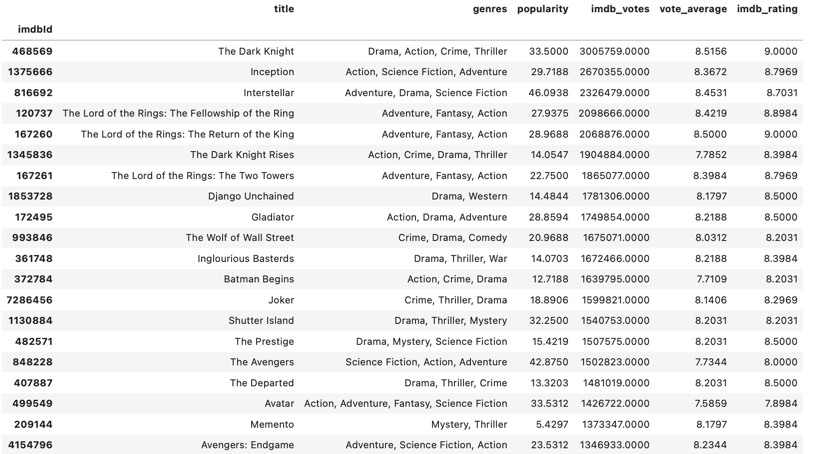 title genres popularity imdb_votes vote_average imdb_rating
imdbId
468569 The Dark Knight Drama, Action, Crime, Thriller 33.5000 3005759.0000 8.5156 9.0000
1375666 Inception Action, Science Fiction, Adventure 29.7188 2670355.0000 8.3672 8.7969
816692 Interstellar Adventure, Drama, Science Fiction 46.0938 2326479.0000 8.4531 8.7031
120737 The Lord of the Rings: The Fellowship of the Ring Adventure, Fantasy, Action 27.9375 2098666.0000 8.4219 8.8984
167260 The Lord of the Rings: The Return of the King Adventure, Fantasy, Action 28.9688 2068876.0000 8.5000 9.0000
1345836 The Dark Knight Rises Action, Crime, Drama, Thriller 14.0547 1904884.0000 7.7852 8.3984
167261 The Lord of the Rings: The Two Towers Adventure, Fantasy, Action 22.7500 1865077.0000 8.3984 8.7969
1853728 Django Unchained Drama, Western 14.4844 1781306.0000 8.1797 8.5000
172495 Gladiator Action, Drama, Adventure 28.8594 1749854.0000 8.2188 8.5000
993846 The Wolf of Wall Street Crime, Drama, Comedy 20.9688 1675071.0000 8.0312 8.2031
361748 Inglourious Basterds Drama, Thriller, War 14.0703 1672466.0000 8.2188 8.3984
372784 Batman Begins Action, Crime, Drama 12.7188 1639795.0000 7.7109 8.2031
7286456 Joker Crime, Thriller, Drama 18.8906 1599821.0000 8.1406 8.2969
1130884 Shutter Island Drama, Thriller, Mystery 32.2500 1540753.0000 8.2031 8.2031
482571 The Prestige Drama, Mystery, Science Fiction 15.4219 1507575.0000 8.2031 8.5000
848228 The Avengers Science Fiction, Action, Adventure 42.8750 1502823.0000 7.7344 8.0000
407887 The Departed Drama, Thriller, Crime 13.3203 1481019.0000 8.2031 8.5000
499549 Avatar Action, Adventure, Fantasy, Science Fiction 33.5312 1426722.0000 7.5859 7.8984
209144 Memento Mystery, Thriller 5.4297 1373347.0000 8.1797 8.3984
4154796 Avengers: Endgame Adventure, Science Fiction, Action 23.5312 1346933.0000 8.2344 8.3984